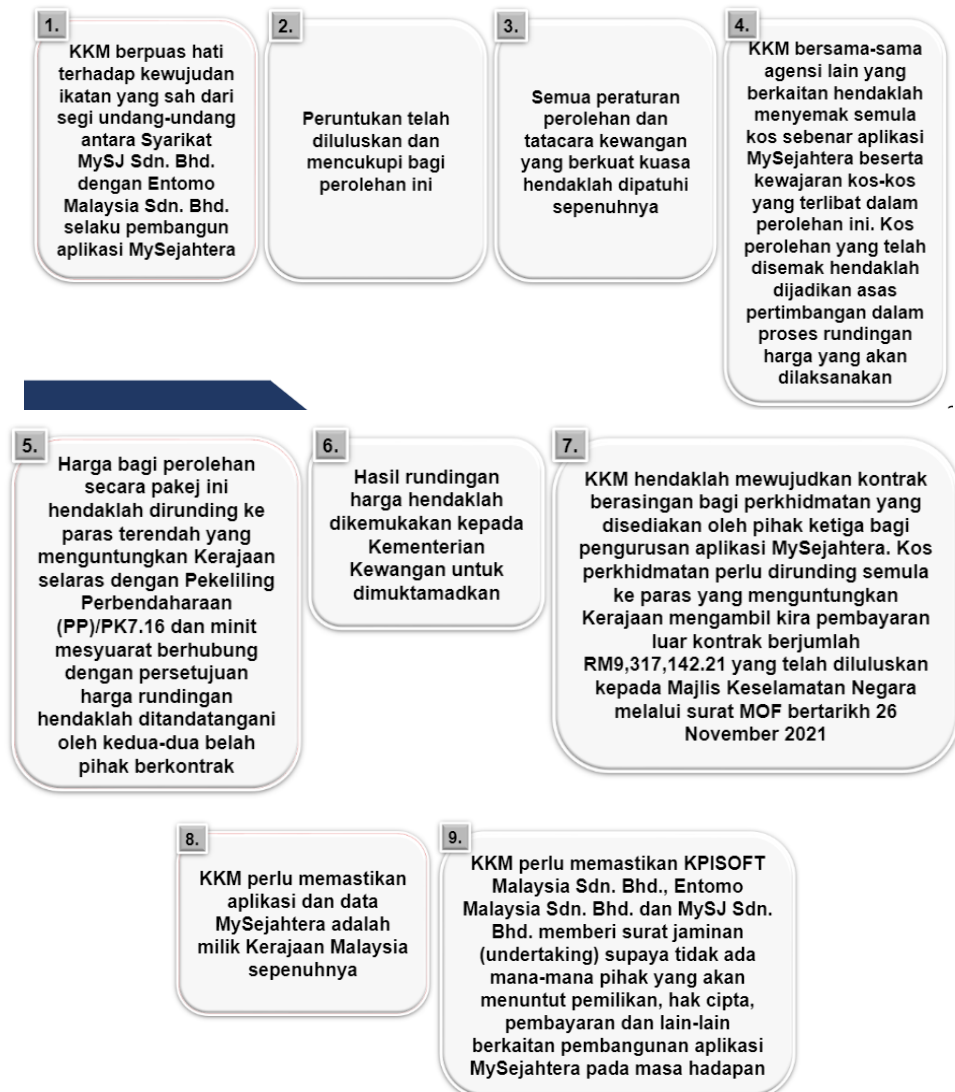 1.
KKM berpuas hati
terhadap kewujudan
ikatan yang sah dari
segi undang-undang
antara Syarikat
MySJ Sdn. Bhd.
dengan Entomo
Malaysia Sdn. Bhd.
selaku pembangun
aplikasi MySejahtera
2.
Peruntukan telah
diluluskan dan
mencukupi bagi
perolehan ini
3.
Semua peraturan
perolehan dan
tatacara kewangan
yang berkuat kuasa
hendaklah dipatuhi
sepenuhnya
4.
KKM bersama-sama
agensi lain yang
berkaitan hendaklah
menyemak semula
kos sebenar aplikasi
MySejahtera beserta
kewajaran kos-kos
yang terlibat dalam
perolehan ini. Kos
perolehan yang telah
disemak hendaklah
dijadikan asas
pertimbangan dalam
proses rundingan
harga yang akan
dilaksanakan
5.
Harga bagi perolehan
secara pakej ini
hendaklah dirunding ke
paras terendah yang
menguntungkan Kerajaan
selaras dengan Pekeliling
Perbendaharaan
(PP)/PK7.16 dan minit
mesyuarat berhubung
dengan persetujuan
harga rundingan
hendaklah ditandatangani
oleh kedua-dua belah
pihak berkontrak
6.
Hasil rundingan
harga hendaklah
dikemukakan kepada
Kementerian
Kewangan untuk
dimuktamadkan
7.
KKM hendaklah mewujudkan kontrak
berasingan bagi perkhidmatan yang
disediakan oleh pihak ketiga bagi
pengurusan aplikasi MySejahtera. Kos
perkhidmatan perlu dirunding semula
ke paras yang menguntungkan
Kerajaan mengambil kira pembayaran
luar kontrak berjumlah
RM9,317,142.21 yang telah diluluskan
kepada Majlis Keselamatan Negara
melalui surat MOF bertarikh 26
November 2021
8.
KKM perlu memastikan
aplikasi dan data
MySejahtera adalah
milik Kerajaan Malaysia
sepenuhnya
9.
KKM perlu memastikan KPISOFT
Malaysia Sdn. Bhd., Entomo
Malaysia Sdn. Bhd. dan MySJ Sdn.
Bhd. memberi surat jaminan
(undertaking) supaya tidak ada
mana-mana pihak yang akan
menuntut pemilikan, hak cipta,
pembayaran dan lain-lain
berkaitan pembangunan aplikasi
MySejahtera pada masa hadapan